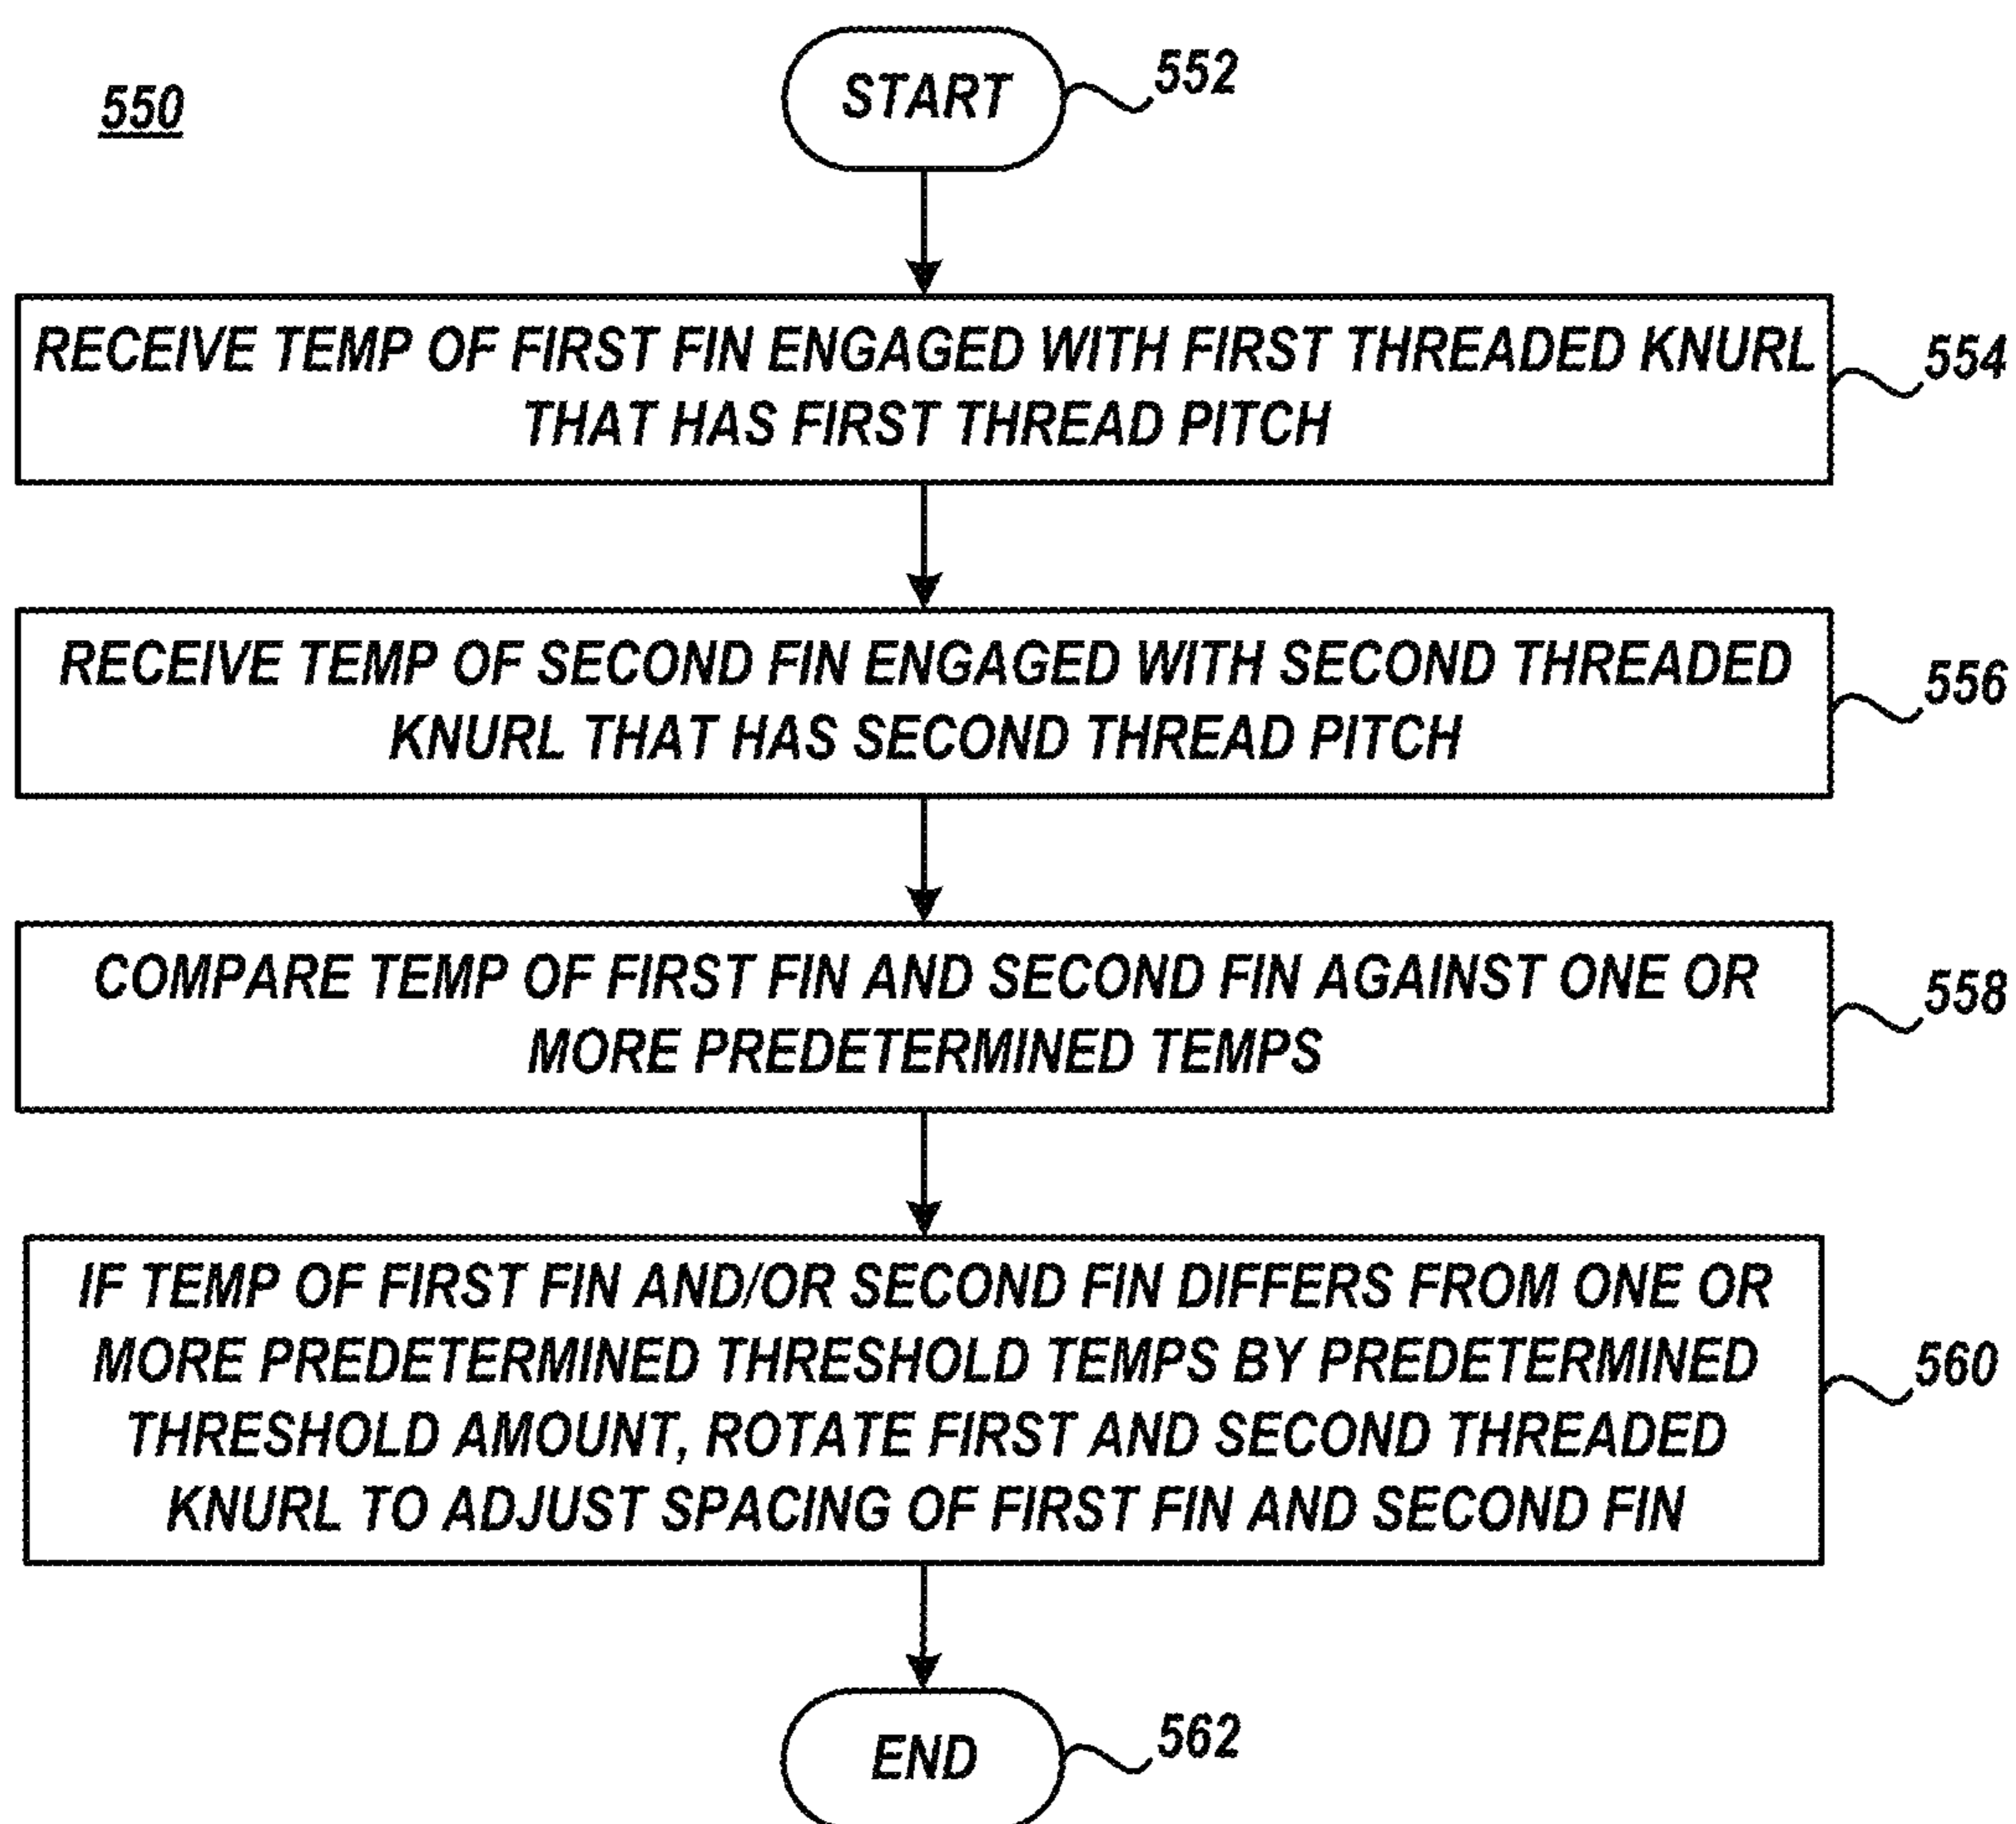 550
START
552
RECEIVE TEMP OF FIRST FIN ENGAGED WITH FIRST THREADED KNURL
THAT HAS FIRST THREAD PITCH
554
RECEIVE TEMP OF SECOND FIN ENGAGED WITH SECOND THREADED
KNURL THAT HAS SECOND THREAD PITCH
556
COMPARE TEMP OF FIRST FIN AND SECOND FIN AGAINST ONE OR
MORE PREDETERMINED TEMPS
558
IF TEMP OF FIRST FIN AND/OR SECOND FIN DIFFERS FROM ONE OR
MORE PREDETERMINED THRESHOLD TEMPS BY PREDETERMINED
THRESHOLD AMOUNT, ROTATE FIRST AND SECOND THREADED
KNURL TO ADJUST SPACING OF FIRST FIN AND SECOND FIN
560
END
562